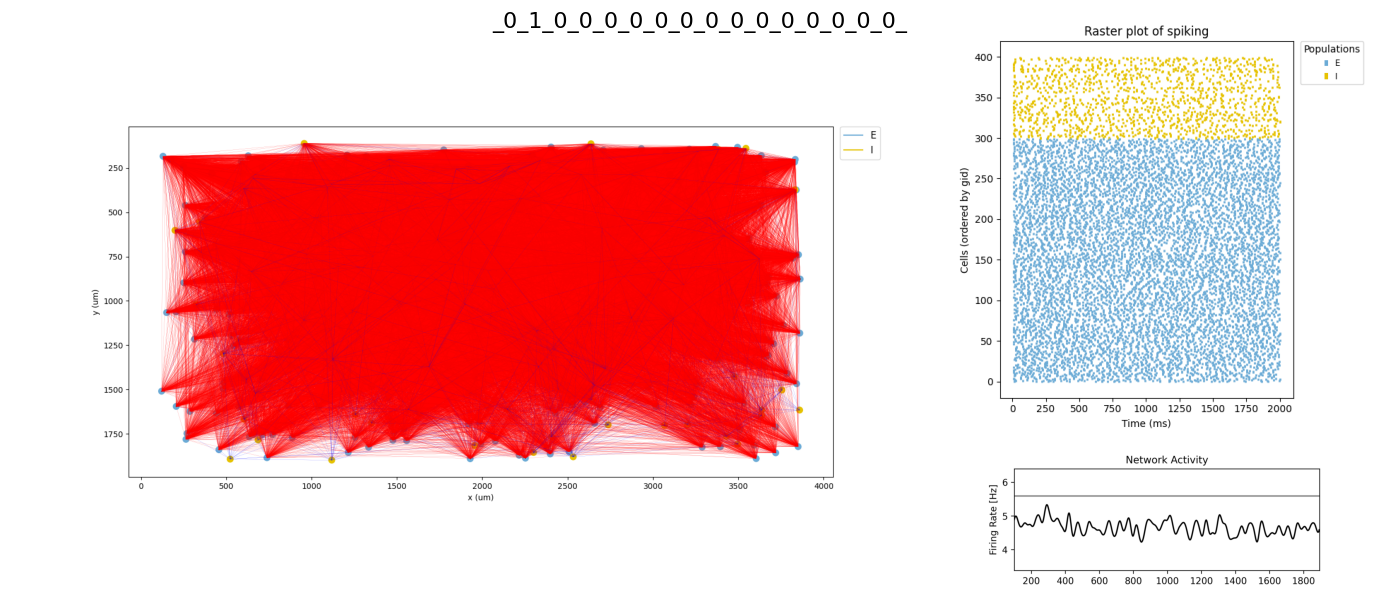 _0_1_0_0_0_0_0_0_0_0_0_0_0_0_0_0_
E
I
250
500
750
1000
1250
1500
1750
y (um)
0 500 1000 1500 2000 2500 3000 3500 4000
x (um)
Raster plot of spiking
Populations
E
I
400
350
300
250
200
150
100
50
0
Cells (ordered by gid)
0 250 500 750 1000 1250 1500 1750 2000
Time (ms)
Network Activity
6
5
4
Firing Rate [Hz]
200 400 600 800 1000 1200 1400 1600 1800